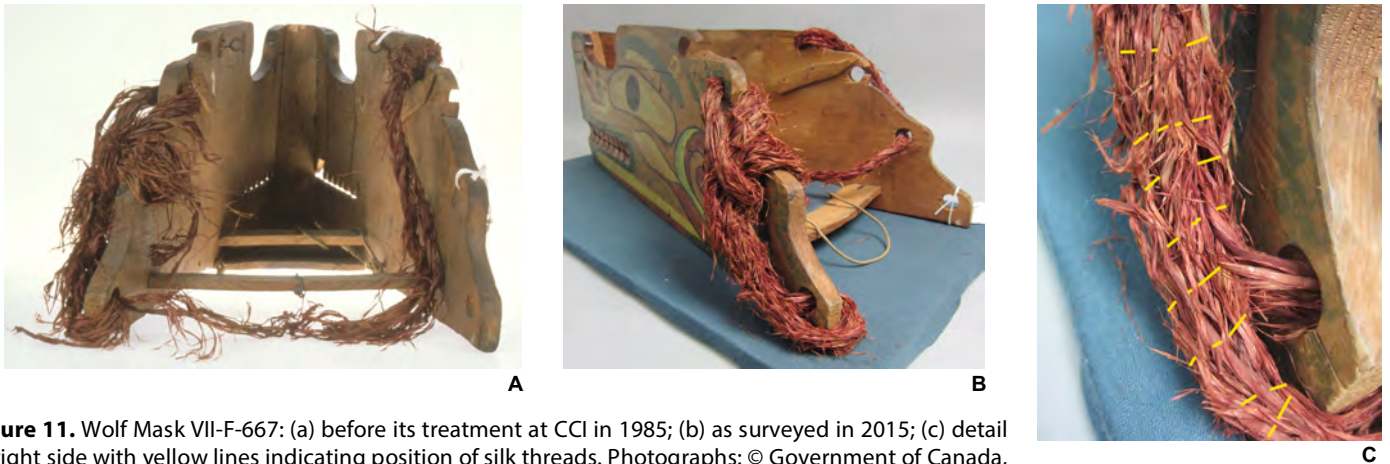 A
B
C
ure 11. Wolf Mask VII-F-667: (a) before its treatment at CCI in 1985; (b) as surveyed in 2015; (c) detail
right side with yellow lines indicating position of silk threads. Photographs: © Government of Canada,